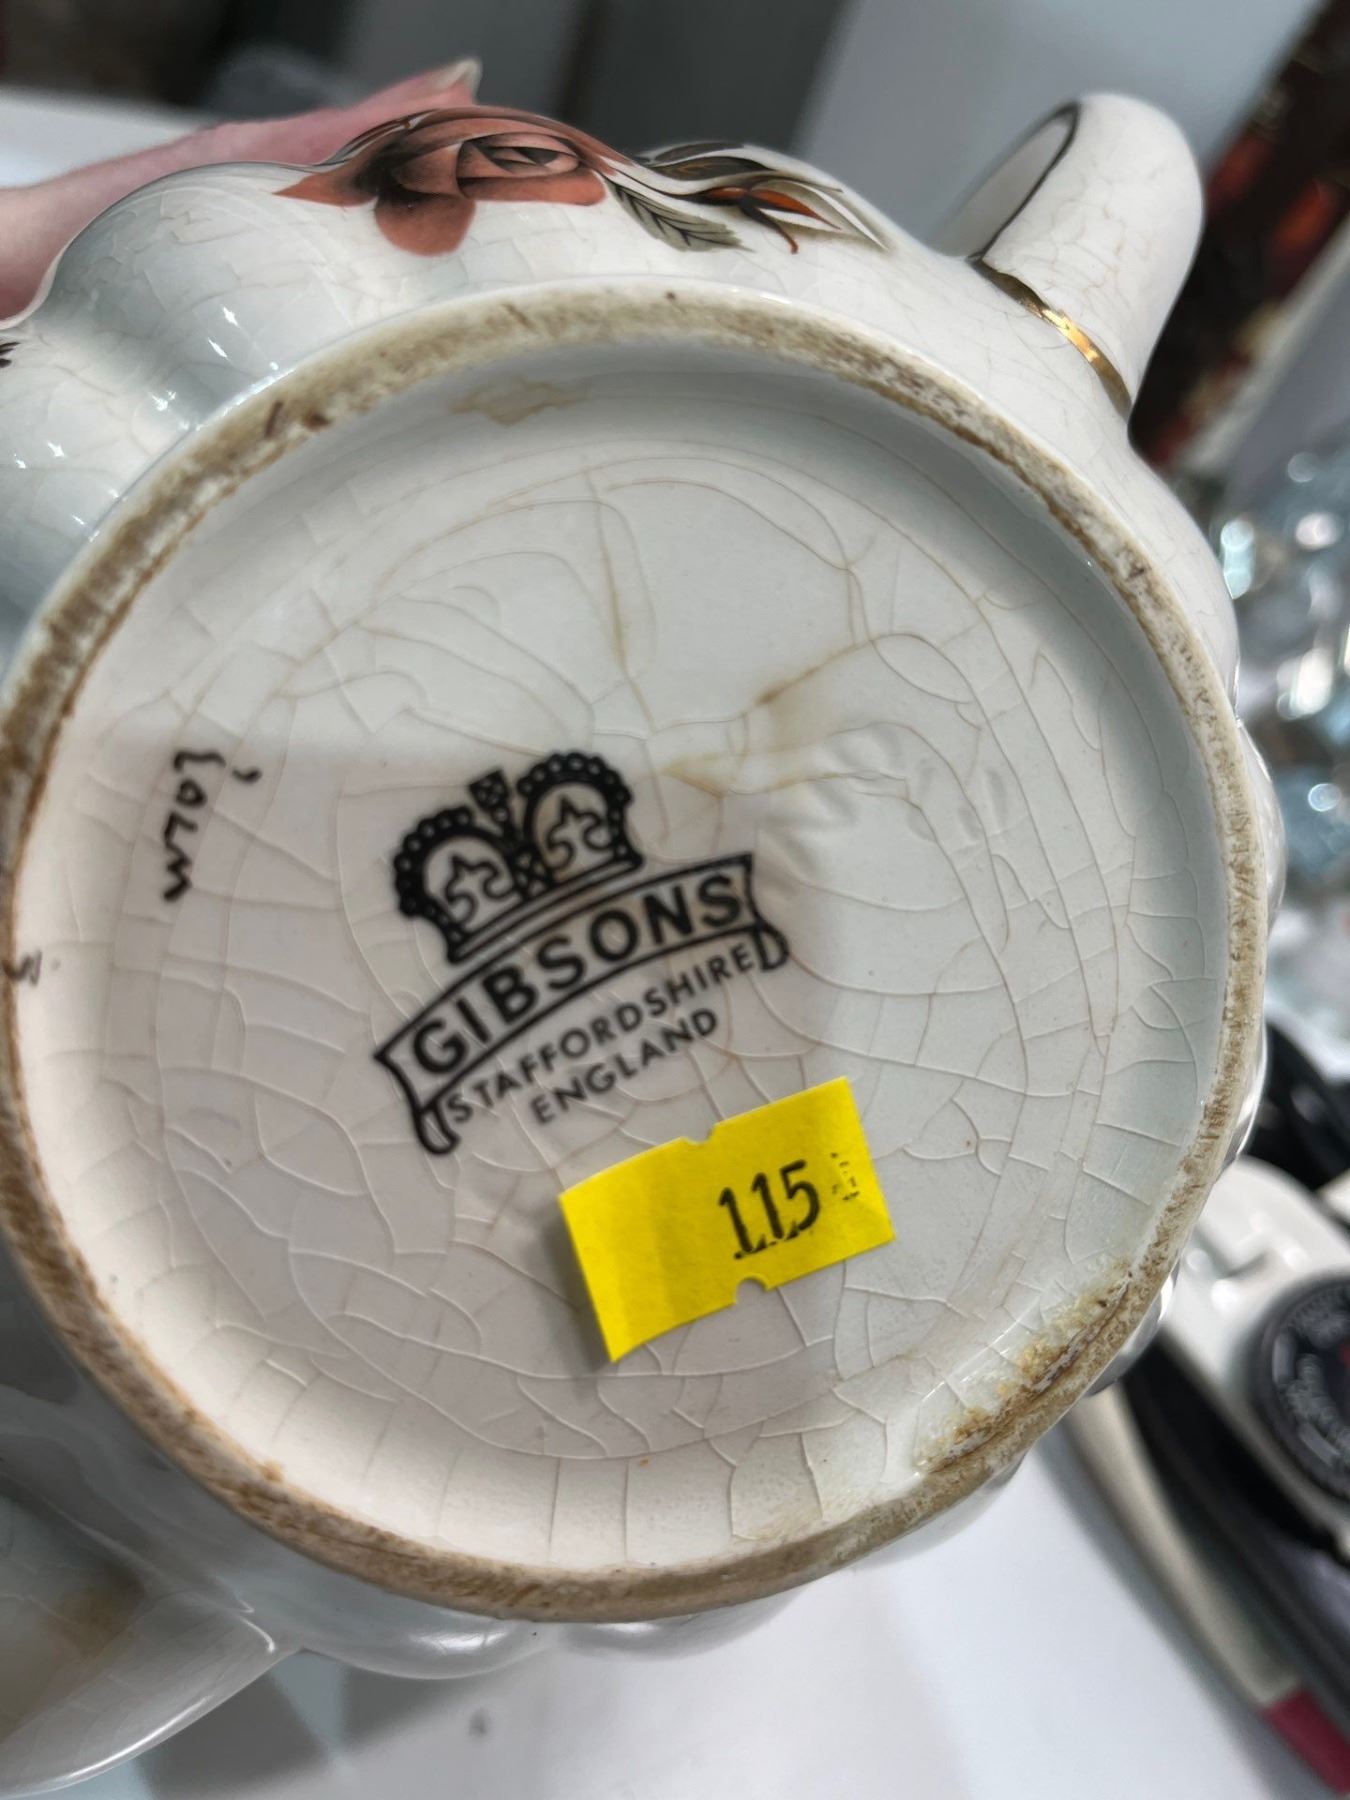 GIBSONS
STAFFORDSHIRE
ENGLAND
115